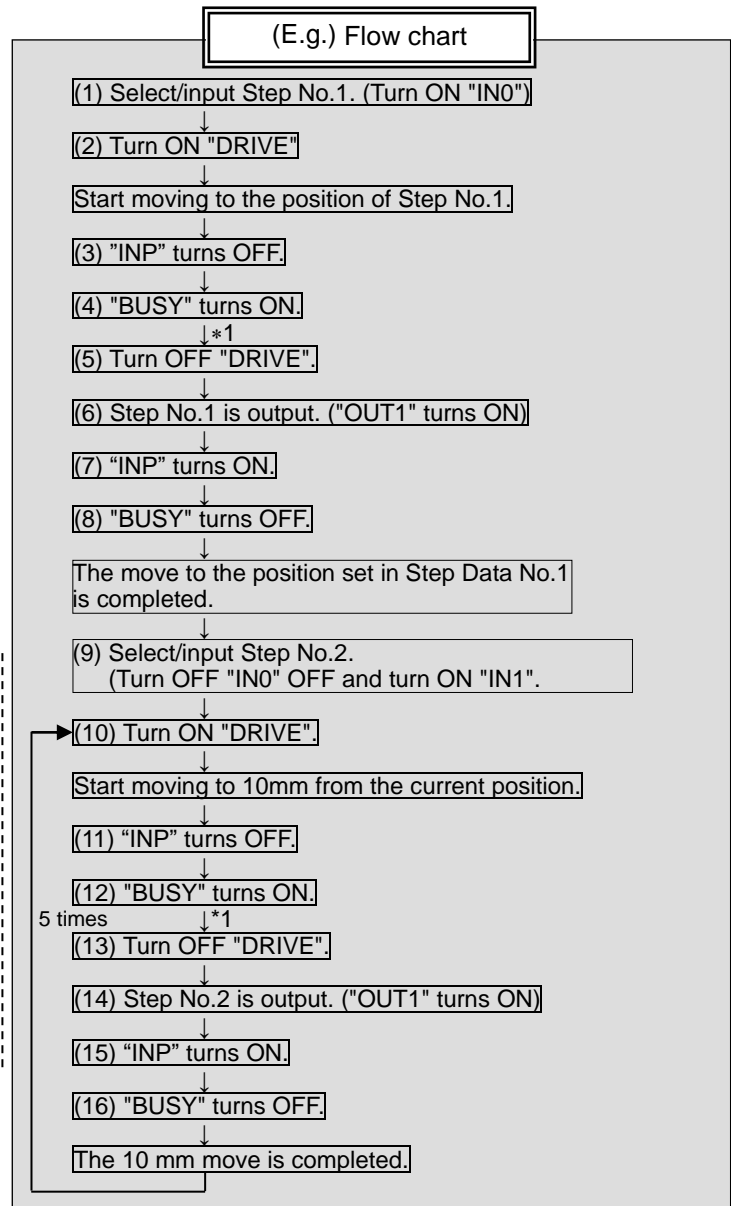 (E.g.) Flow chart
(1) Select/input Step No.1. (Turn ON "IN0")
↓
(2) Turn ON "DRIVE"
↓
Start moving to the position of Step No.1.
↓
(3) ”INP” turns OFF.
↓
(4) "BUSY" turns ON.
↓*1
(5) Turn OFF "DRIVE".
↓
(6) Step No.1 is output. ("OUT1" turns ON)
↓
(7) “INP” turns ON.
↓
(8) "BUSY" turns OFF.
↓
The move to the position set in Step Data No.1
is completed.
↓
(9) Select/input Step No.2.
(Turn OFF "IN0" OFF and turn ON "IN1".
↓
(10) Turn ON "DRIVE".
↓
Start moving to 10mm from the current position.
↓
(11) “INP” turns OFF.
↓
(12) "BUSY" turns ON.
5 times ↓*1
(13) Turn OFF "DRIVE".
↓
(14) Step No.2 is output. ("OUT1" turns ON)
↓
(15) “INP” turns ON.
↓
(16) "BUSY" turns OFF.
↓
The 10 mm move is completed.